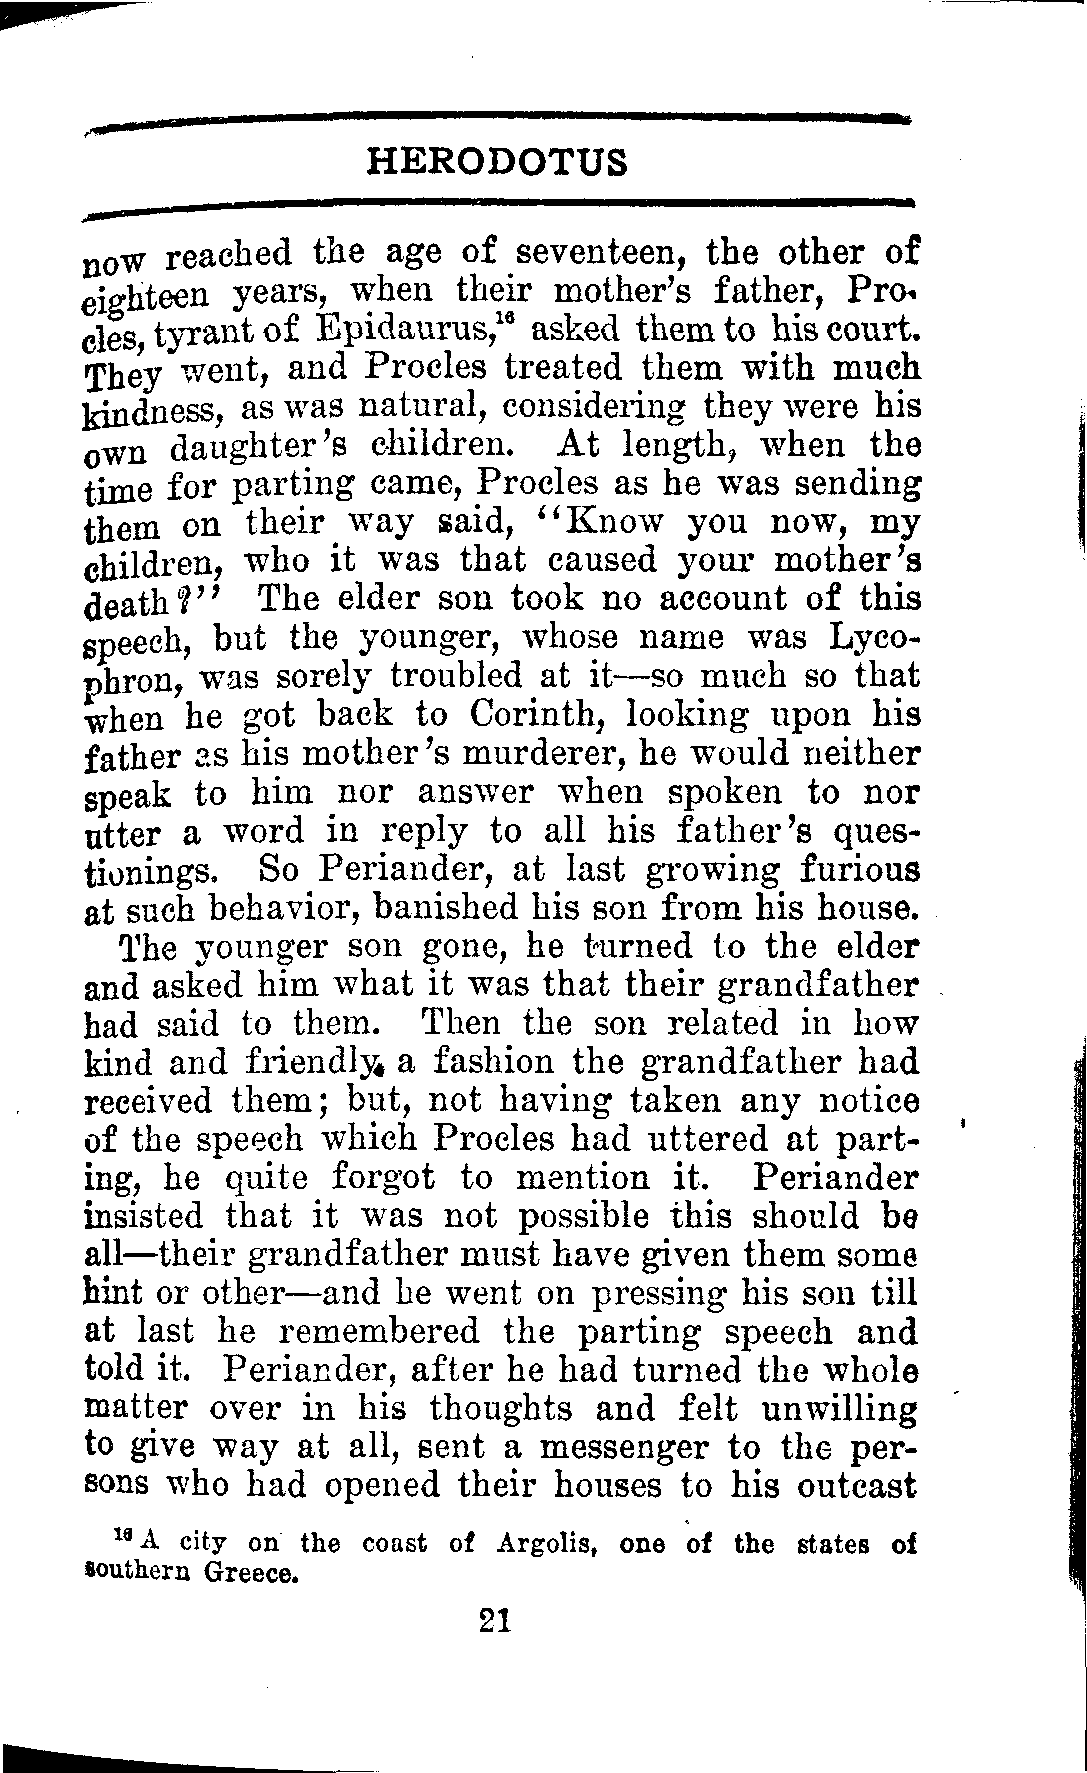 HERODOTUS
now reached the age of seventeen, the other of
eighteen years, when their mother's father, Pro-
cles, tyrant of Epidaurus,¹⁶ asked them to his court.
They went, and Procles treated them with much
kindness, as was natural, considering they were his
own daughter's children. At length, when the
time for parting came, Procles as he was sending
them on their way said, "Know you now, my
children, who it was that caused your mother's
death?" The elder son took no account of this
speech, but the younger, whose name was Lyco-
phron, was sorely troubled at it—so much so that
when he got back to Corinth, looking upon his
father as his mother's murderer, he would neither
speak to him nor answer when spoken to nor
utter a word in reply to all his father's ques-
tionings. So Periander, at last growing furious
at such behavior, banished his son from his house.
The younger son gone, he turned to the elder
and asked him what it was that their grandfather
had said to them. Then the son related in how
kind and friendly a fashion the grandfather had
received them; but, not having taken any notice
of the speech which Procles had uttered at part-
ing, he quite forgot to mention it. Periander
insisted that it was not possible this should be
all—their grandfather must have given them some
hint or other—and he went on pressing his son till
at last he remembered the parting speech and
told it. Periander, after he had turned the whole
matter over in his thoughts and felt unwilling
to give way at all, sent a messenger to the per-
sons who had opened their houses to his outcast
¹⁶ A city on the coast of Argolis, one of the states of
southern Greece.
21